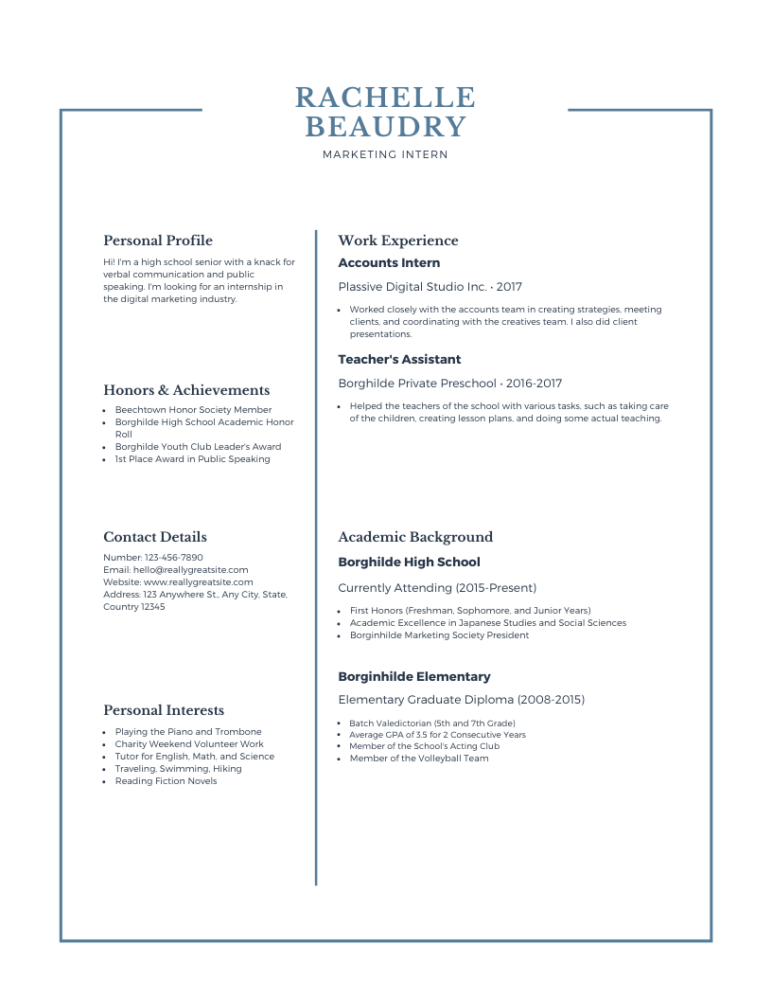 RACHELLE
BEAUDRY
MARKETING INTERN
Personal Profile
Hi! I'm a high school senior with a knack for
verbal communication and public
speaking. I'm looking for an internship in
the digital marketing industry.
Honors & Achievements
• Beechtown Honor Society Member
• Borghilde High School Academic Honor
Roll
• Borghilde Youth Club Leader's Award
• 1st Place Award in Public Speaking
Contact Details
Number: 123-456-7890
Email: hello@reallygreatsite.com
Website: www.reallygreatsite.com
Address: 123 Anywhere St., Any City, State,
Country 12345
Personal Interests
• Playing the Piano and Trombone
• Charity Weekend Volunteer Work
• Tutor for English, Math, and Science
• Traveling, Swimming, Hiking
• Reading Fiction Novels
Work Experience
Accounts Intern
Plassive Digital Studio Inc. • 2017
• Worked closely with the accounts team in creating strategies, meeting
clients, and coordinating with the creatives team. I also did client
presentations.
Teacher's Assistant
Borghilde Private Preschool • 2016-2017
• Helped the teachers of the school with various tasks, such as taking care
of the children, creating lesson plans, and doing some actual teaching.
Academic Background
Borghilde High School
Currently Attending (2015-Present)
• First Honors (Freshman, Sophomore, and Junior Years)
• Academic Excellence in Japanese Studies and Social Sciences
• Borginhilde Marketing Society President
Borginhilde Elementary
Elementary Graduate Diploma (2008-2015)
• Batch Valedictorian (5th and 7th Grade)
• Average GPA of 3.5 for 2 Consecutive Years
• Member of the School's Acting Club
• Member of the Volleyball Team